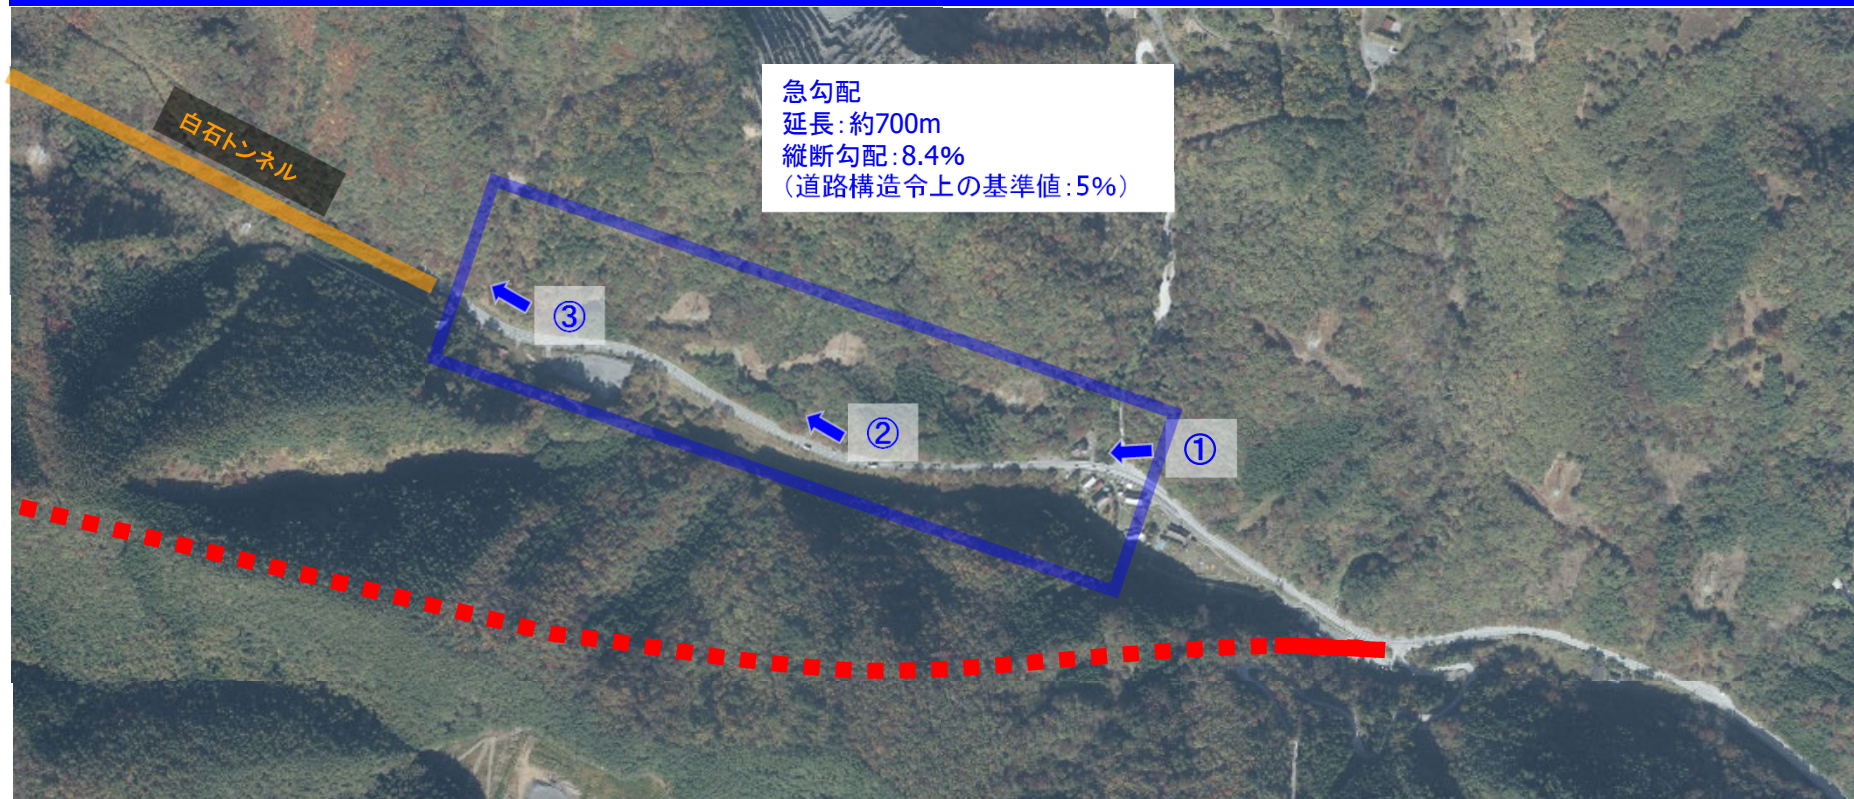 急勾配
延長：約700m
縦断勾配：8.4%
（道路構造令上の基準値：5%）
白石トンネル
③
②
①